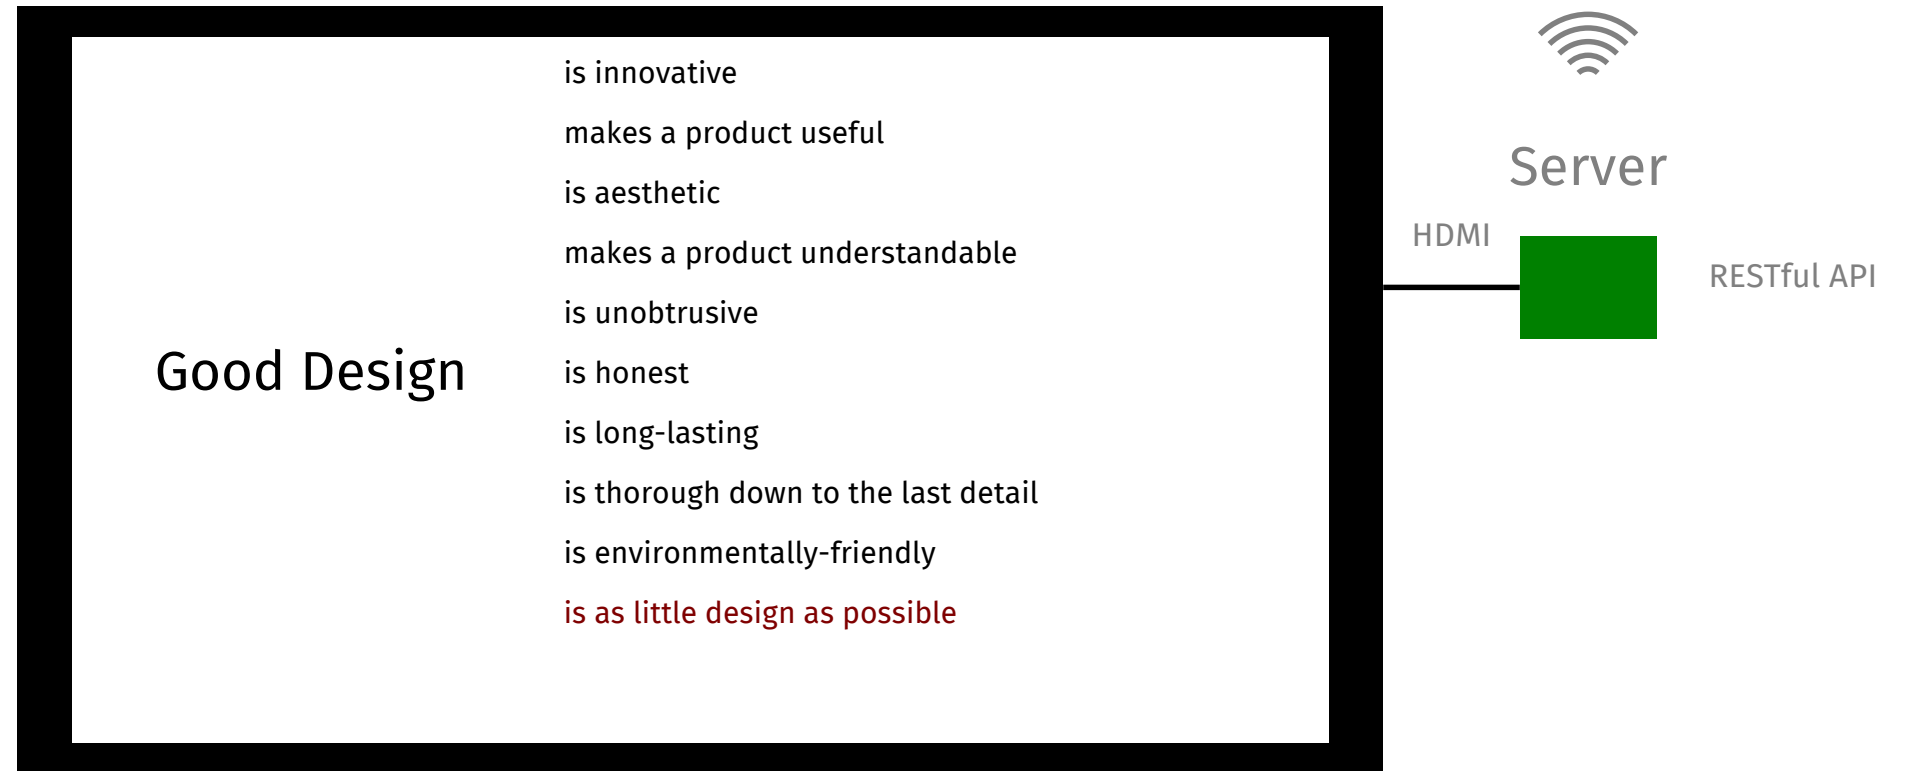 Good Design
is innovative
makes a product useful
is aesthetic
makes a product understandable
is unobtrusive
is honest
is long-lasting
is thorough down to the last detail
is environmentally-friendly
is as little design as possible
Server
HDMI
RESTful API